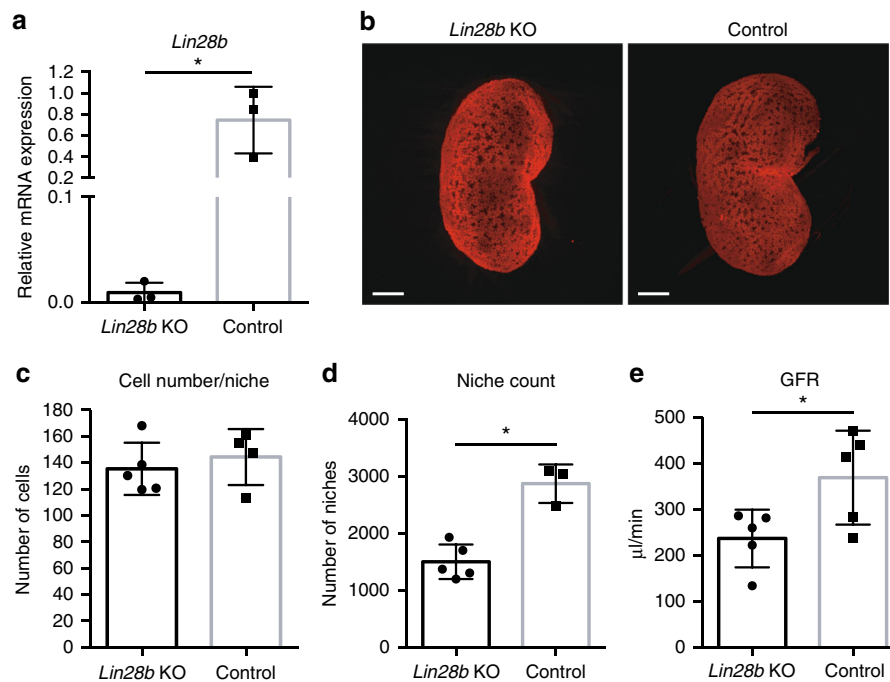 a
Lin28b
*
Relative mRNA expression
1.2
1.0
0.8
0.6
0.4
0.2
0.1
0.0
Lin28b KO
Control
b
Lin28b KO
Control
c
Cell number/niche
Number of cells
180
160
140
120
100
80
60
40
20
0
Lin28b KO
Control
d
Niche count
*
Number of niches
4000
3000
2000
1000
0
Lin28b KO
Control
e
GFR
*
µl/min
500
400
300
200
100
0
Lin28b KO
Control